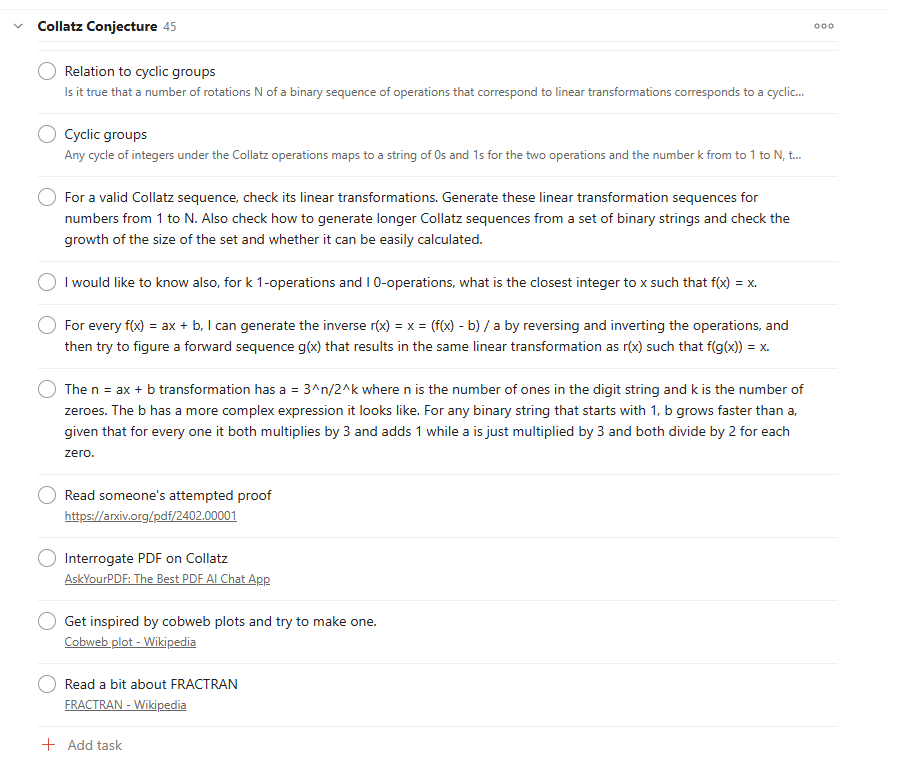 Collatz Conjecture 45
Relation to cyclic groups
Is it true that a number of rotations N of a binary sequence of operations that correspond to linear transformations corresponds to a cyclic...
Cyclic groups
Any cycle of integers under the Collatz operations maps to a string of 0s and 1s for the two operations and the number k from to 1 to N, t...
For a valid Collatz sequence, check its linear transformations. Generate these linear transformation sequences for
numbers from 1 to N. Also check how to generate longer Collatz sequences from a set of binary strings and check the
growth of the size of the set and whether it can be easily calculated.
I would like to know also, for k 1-operations and l 0-operations, what is the closest integer to x such that f(x) = x.
For every f(x) = ax + b, I can generate the inverse r(x) = x = (f(x) - b) / a by reversing and inverting the operations, and
then try to figure a forward sequence g(x) that results in the same linear transformation as r(x) such that f(g(x)) = x.
The n = ax + b transformation has a = 3^n/2^k where n is the number of ones in the digit string and k is the number of
zeroes. The b has a more complex expression it looks like. For any binary string that starts with 1, b grows faster than a,
given that for every one it both multiplies by 3 and adds 1 while a is just multiplied by 3 and both divide by 2 for each
zero.
Read someone's attempted proof
https://arxiv.org/pdf/2402.00001
Interrogate PDF on Collatz
AskYourPDF: The Best PDF AI Chat App
Get inspired by cobweb plots and try to make one.
Cobweb plot - Wikipedia
Read a bit about FRACTRAN
FRACTRAN - Wikipedia
Add task